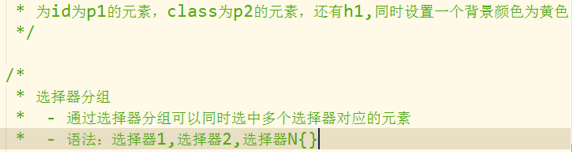 * 为id为p1的元素，class为p2的元素，还有h1,同时设置一个背景颜色为黄色
*/
/*
* 选择器分组
* - 通过选择器分组可以同时选中多个选择器对应的元素
* - 语法：选择器1,选择器2,选择器N{}